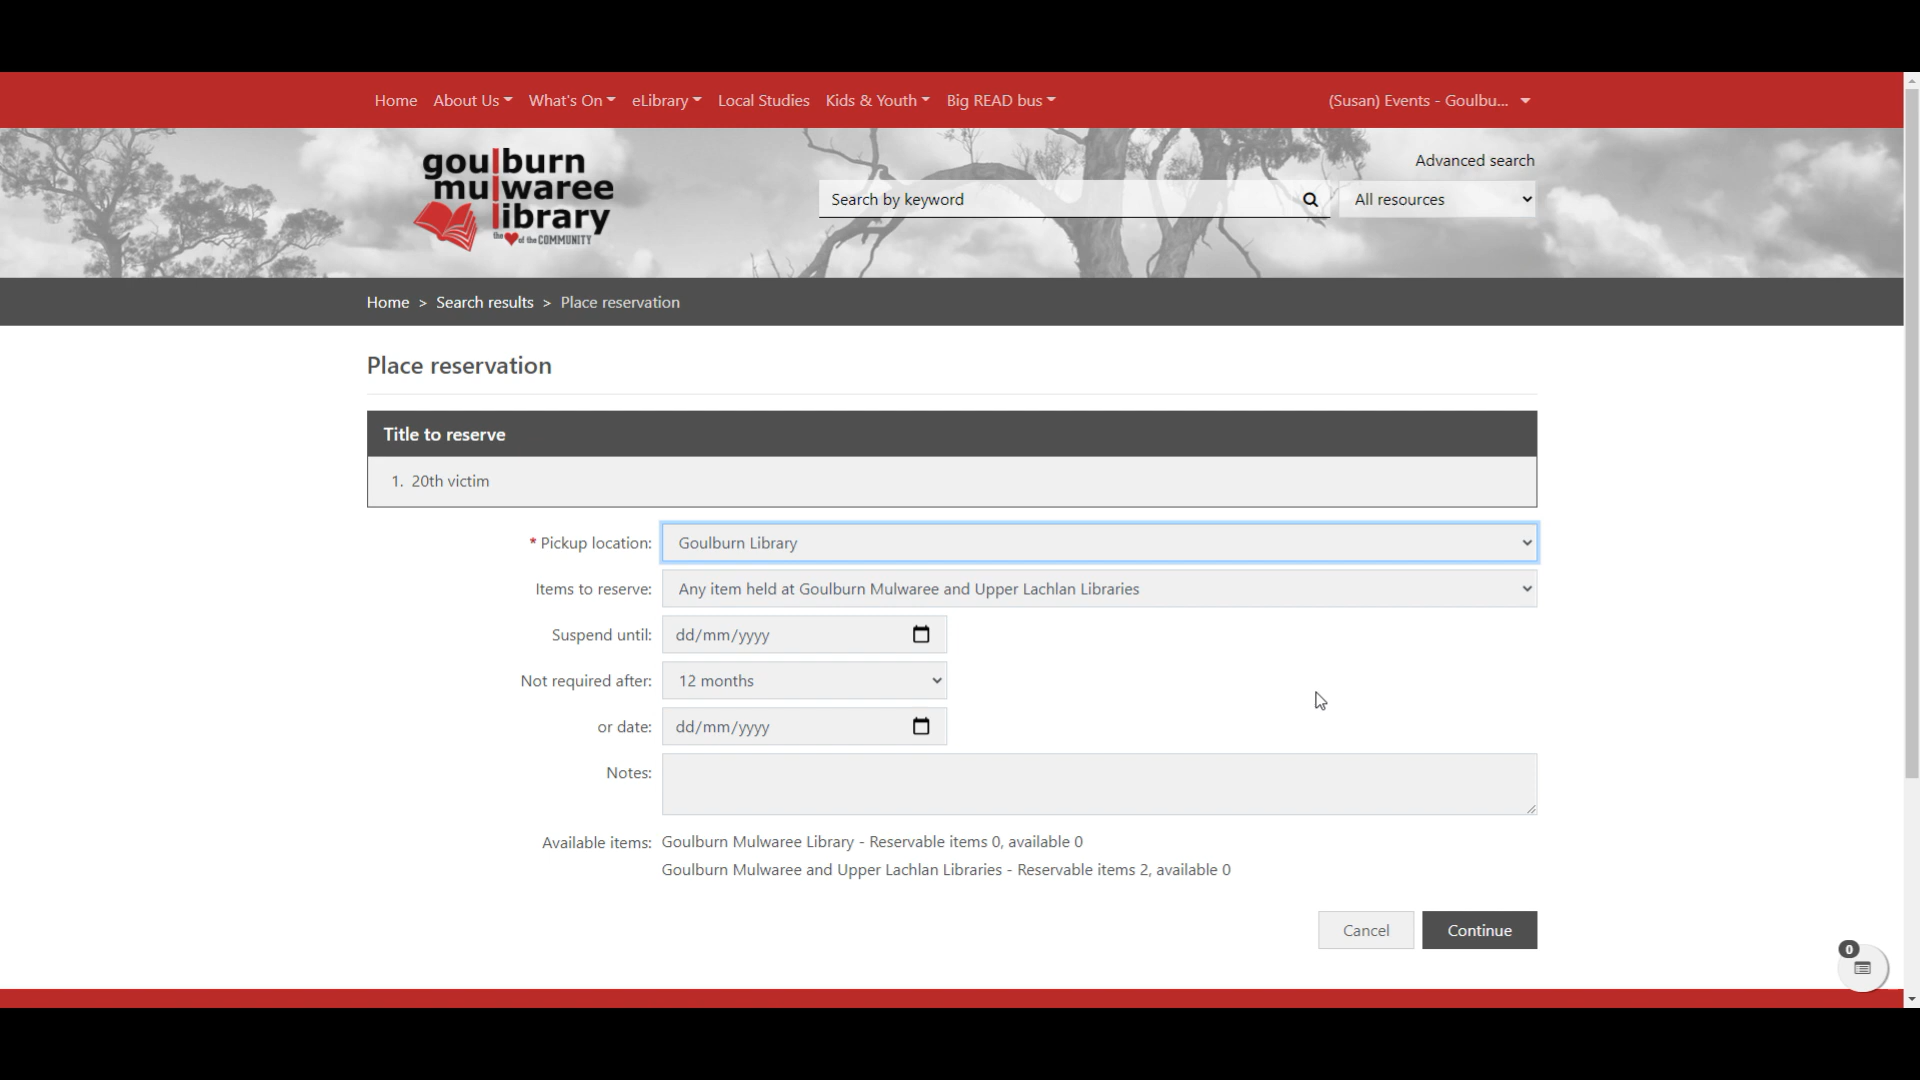 Home About Us What's On eLibrary Local Studies Kids & Youth Big READ bus (Susan) Events - Goulbu...
goulburn
mulwaree
library
the of the COMMUNITY
Advanced search
Search by keyword All resources
Home > Search results > Place reservation
Place reservation
Title to reserve
1. 20th victim
* Pickup location: Goulburn Library
Items to reserve: Any item held at Goulburn Mulwaree and Upper Lachlan Libraries
Suspend until: dd/mm/yyyy
Not required after: 12 months
or date: dd/mm/yyyy
Notes:
Available items: Goulburn Mulwaree Library - Reservable items 0, available 0
Goulburn Mulwaree and Upper Lachlan Libraries - Reservable items 2, available 0
Cancel Continue
0